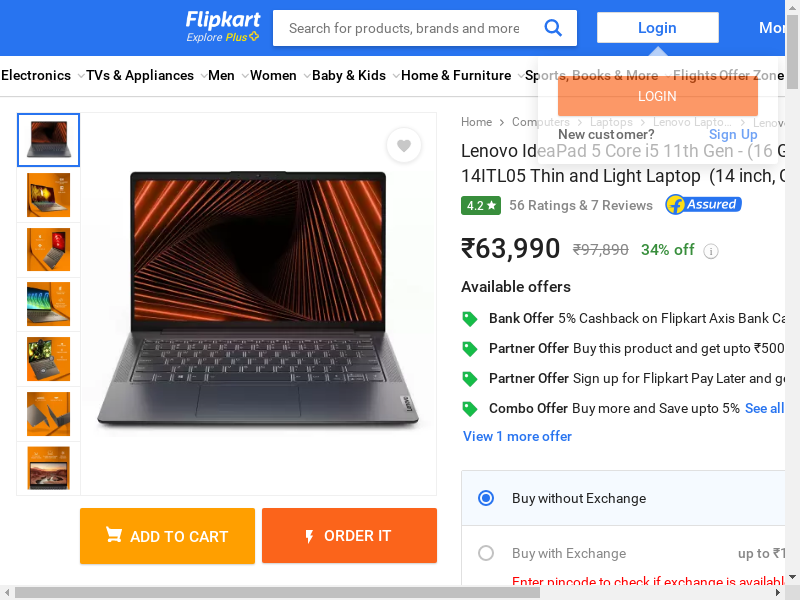 Flipkart
Explore Plus
Search for products, brands and more
Login
Mor
Electronics
TVs & Appliances
Men
Women
Baby & Kids
Home & Furniture
Sports, Books & More
Flights
Offer Zone
LOGIN
New customer?
Sign Up
Home
Computers
Laptops
Lenovo Lapto...
Lenovo
Lenovo IdeaPad 5 Core i5 11th Gen - (16 G
14ITL05 Thin and Light Laptop (14 inch, G
4.2
56 Ratings & 7 Reviews
Assured
₹63,990
₹97,890
34% off
Available offers
Bank Offer 5% Cashback on Flipkart Axis Bank Ca
Partner Offer Buy this product and get upto ₹500
Partner Offer Sign up for Flipkart Pay Later and ge
Combo Offer Buy more and Save upto 5% See all
View 1 more offer
Buy without Exchange
Buy with Exchange
up to ₹1
Enter pincode to check if exchange is availabl
ADD TO CART
ORDER IT